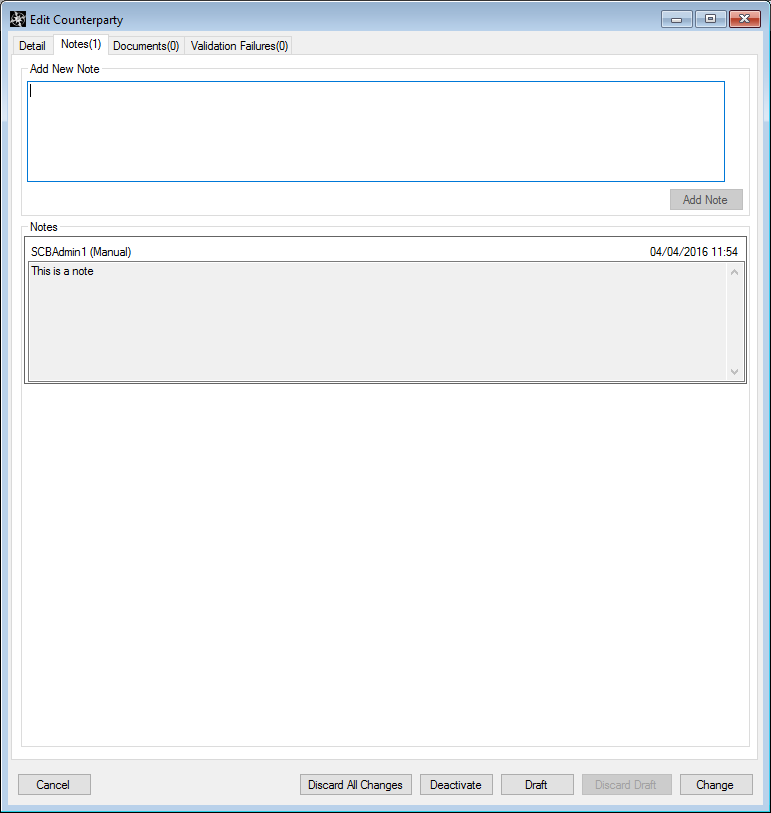 Edit Counterparty
Detail Notes(1) Documents(0) Validation Failures(0)
Add New Note
Add Note
Notes
SCBAdmin1 (Manual) 04/04/2016 11:54
This is a note
Cancel Discard All Changes Deactivate Draft Discard Draft Change